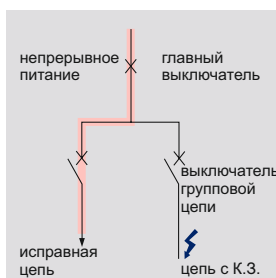 непрерывное
питание
главный
выключатель
выключатель
групповой
цепи
исправная
цепь
цепь с К.З.